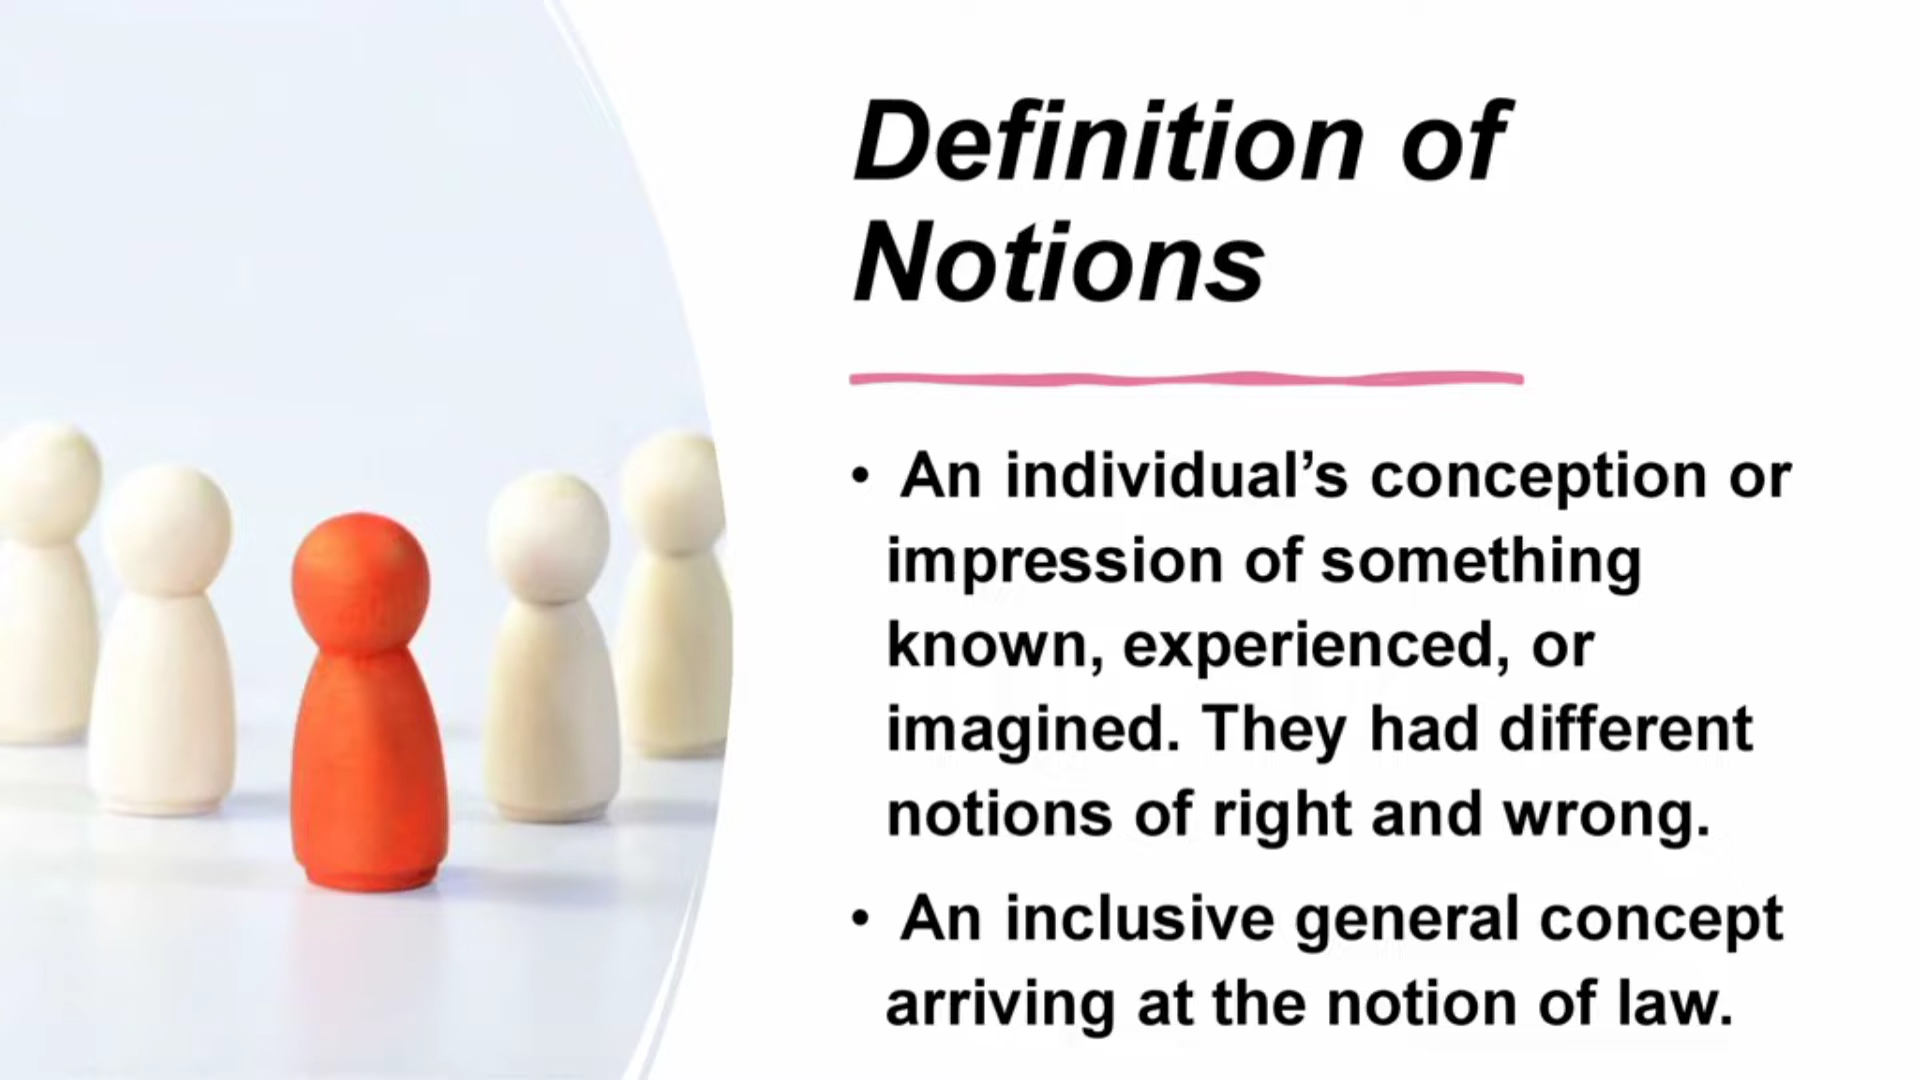 Definition of
Notions
• An individual’s conception or
impression of something
known, experienced, or
imagined. They had different
notions of right and wrong.
• An inclusive general concept
arriving at the notion of law.